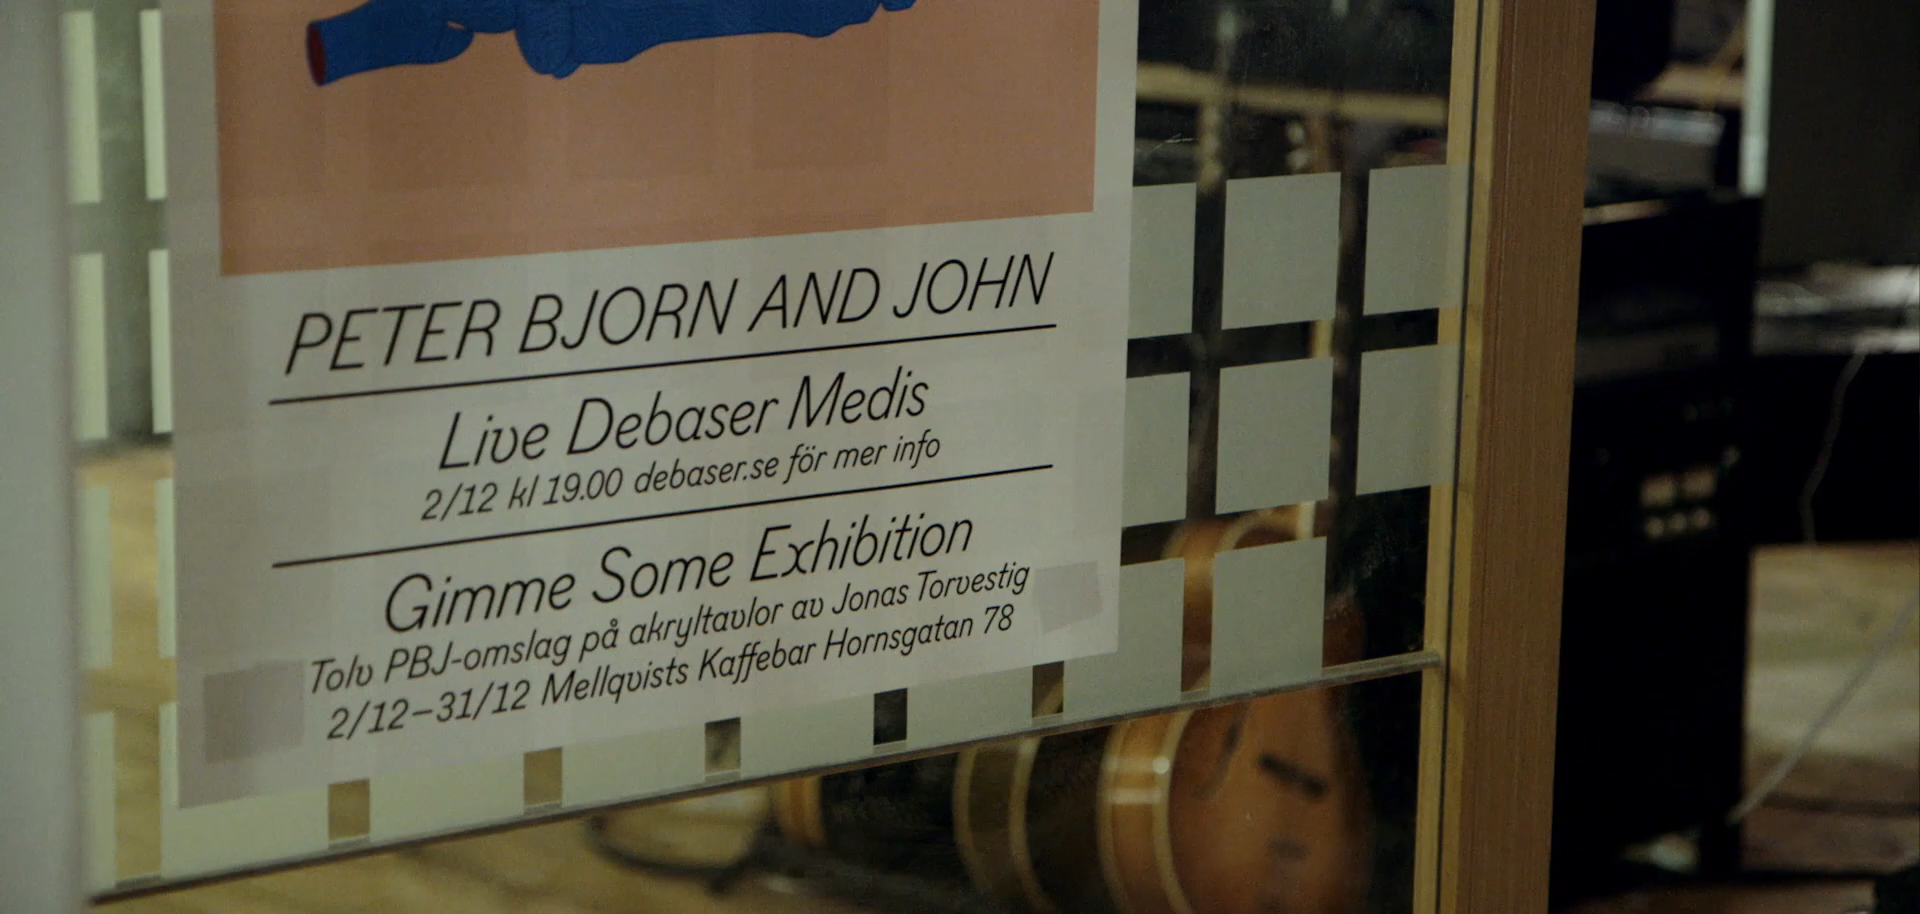 PETER BJORN AND JOHN
Live Debaser Medis
2/12 kl 19.00 debaser.se för mer info
Gimme Some Exhibition
Tolv PBJ-omslag på akryltavlor av Jonas Torvestig
2/12–31/12 Mellqvists Kaffebar Hornsgatan 78